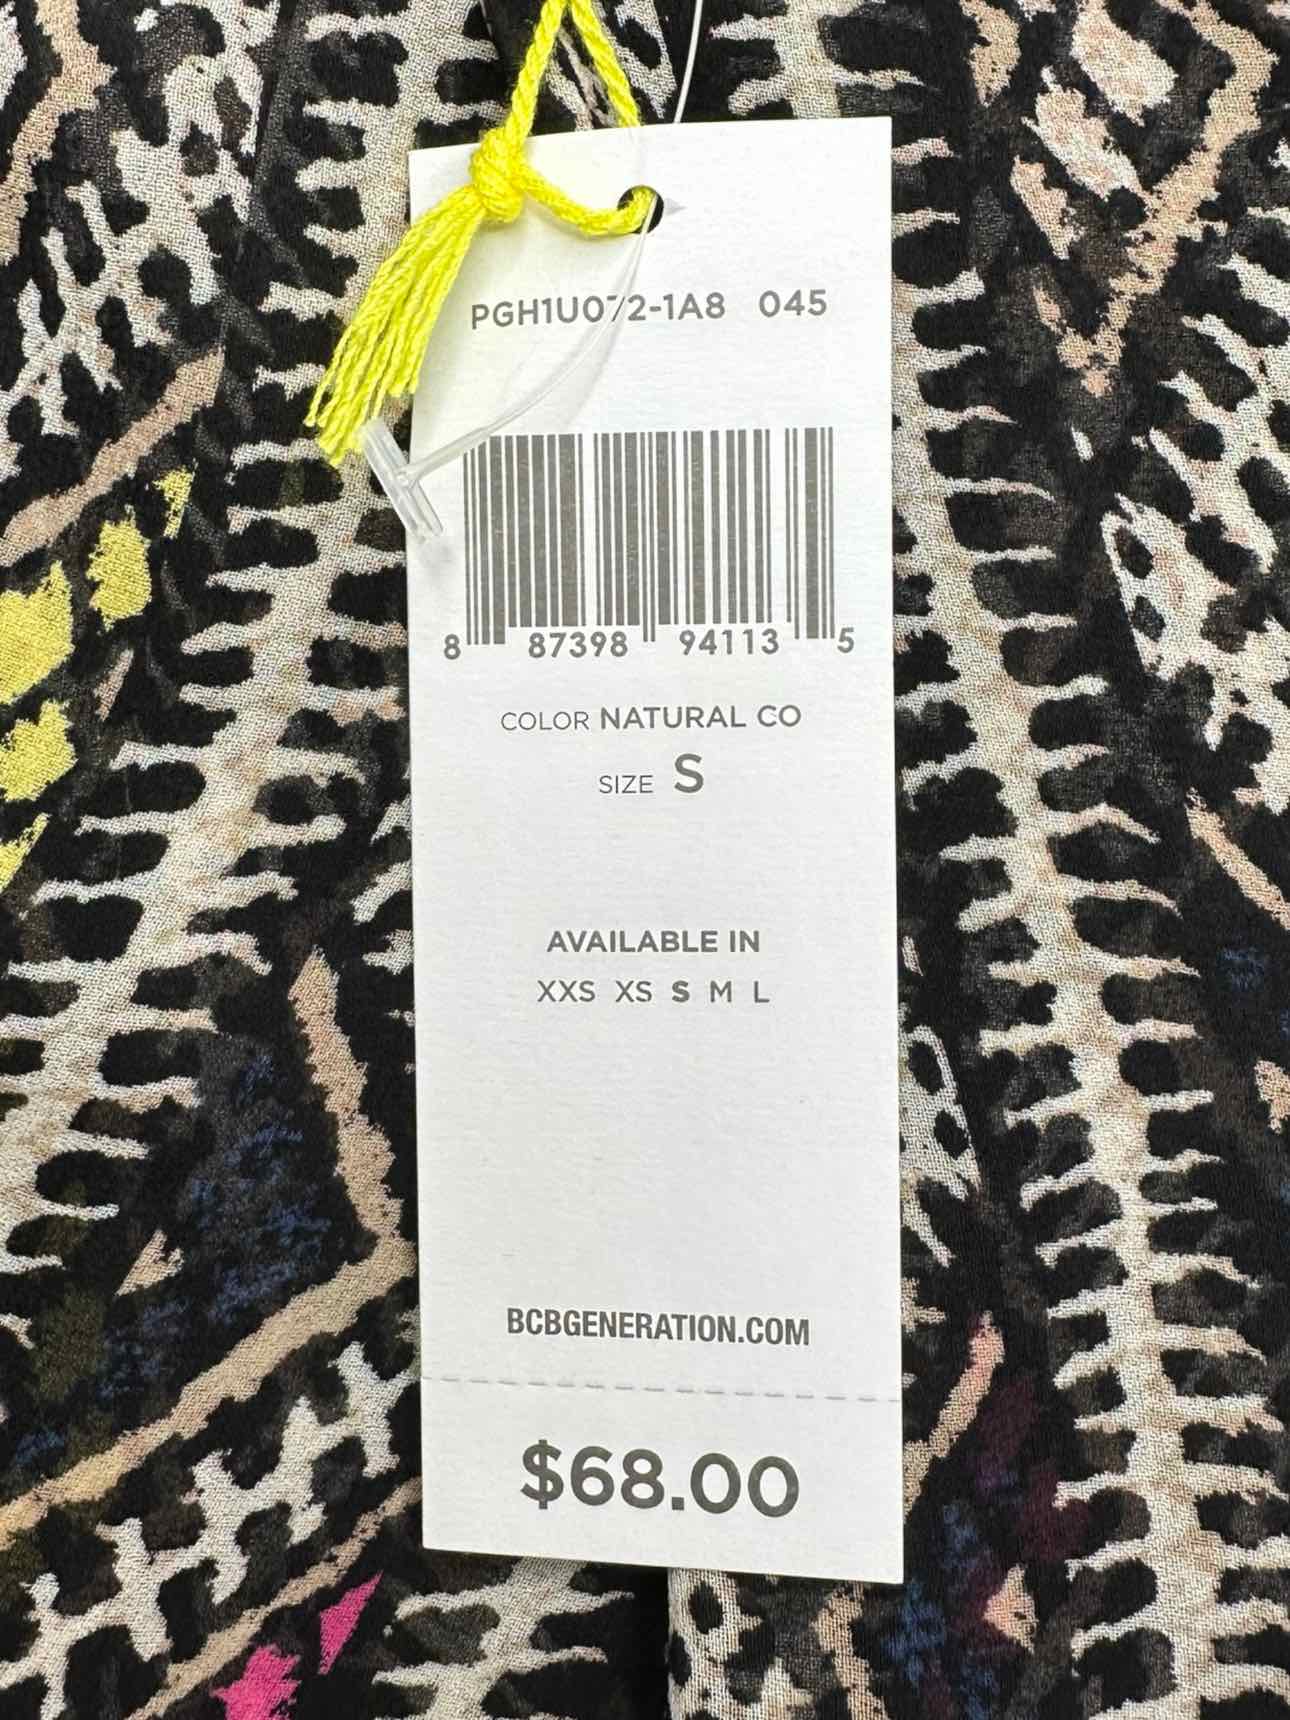 PGH1U072-1A8 045
8 87398 94113 5
COLOR NATURAL CO
SIZE S
AVAILABLE IN
XXS XS S M L
BCBGENERATION.COM
$68.00